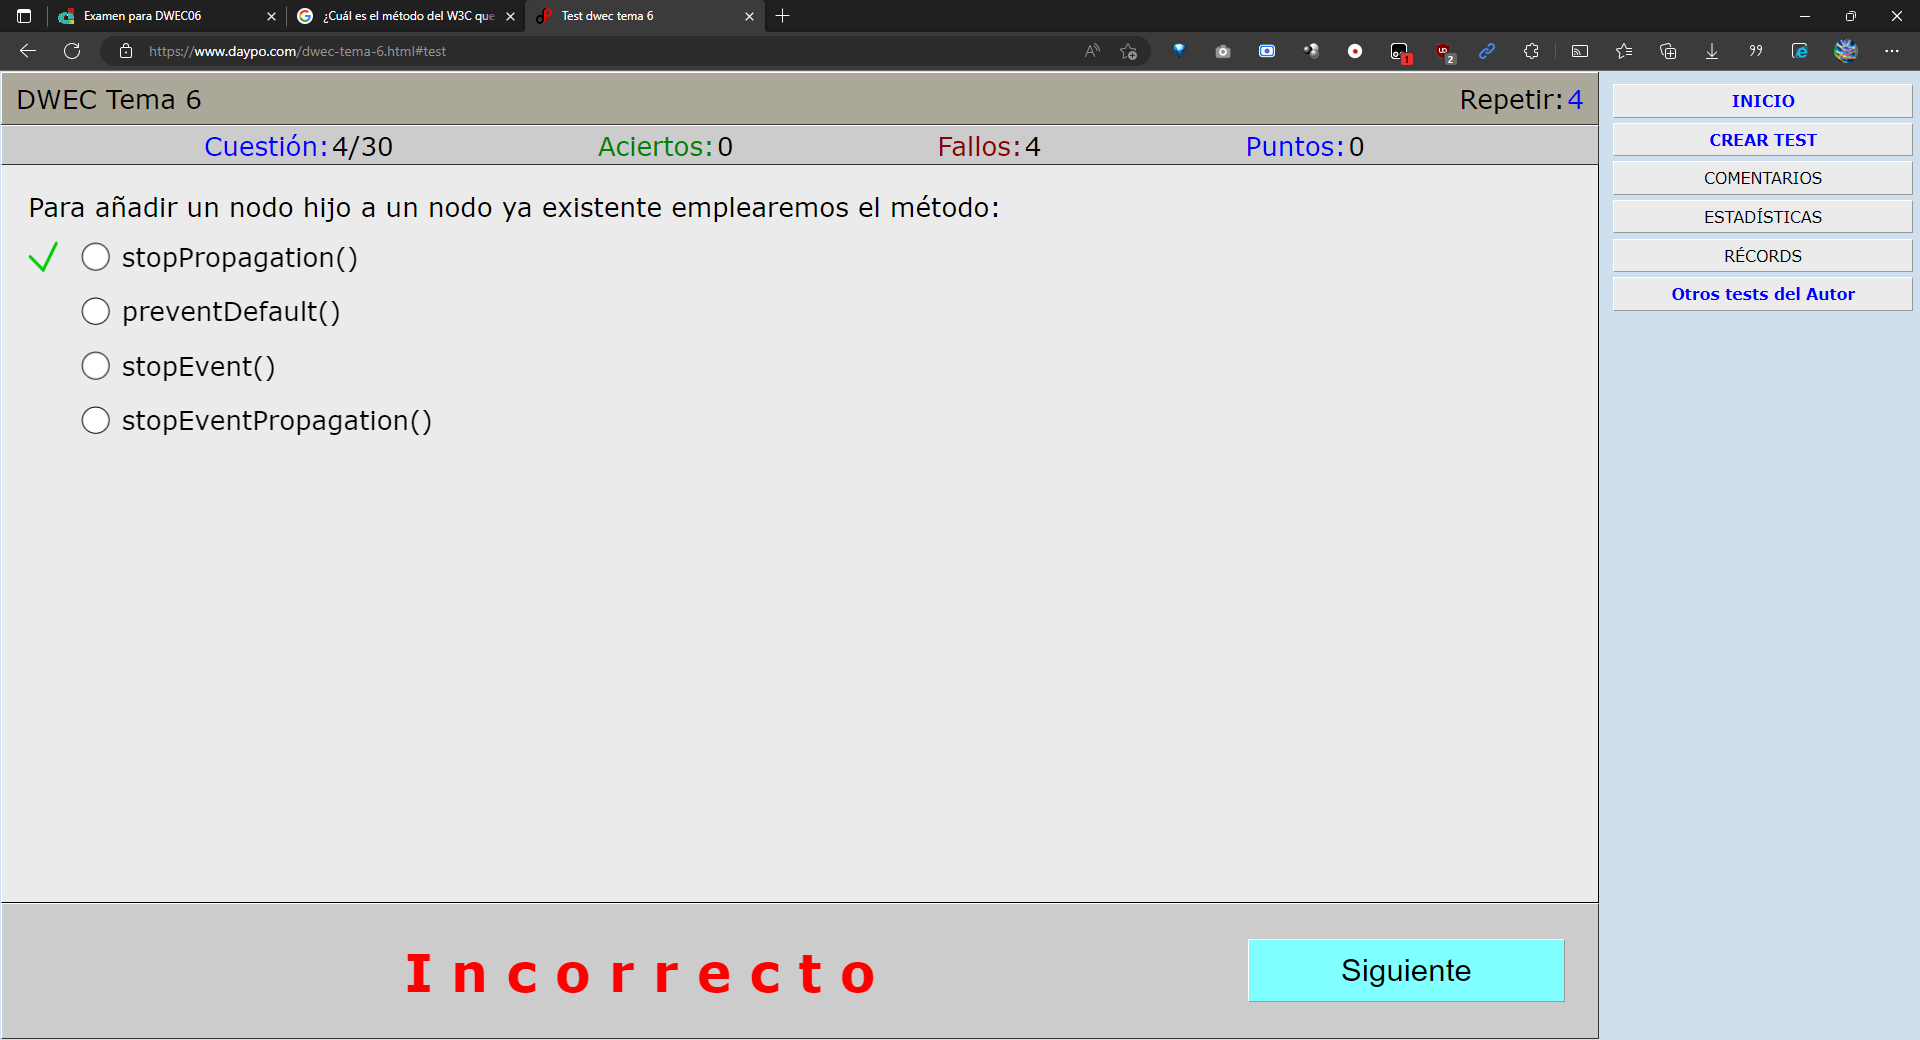 Examen para DWEC06
¿Cuál es el método del W3C que
Test dwec tema 6
https://www.daypo.com/dwec-tema-6.html#test
1
2
DWEC Tema 6
Repetir: 4
Cuestión: 4/30
Aciertos: 0
Fallos: 4
Puntos: 0
Para añadir un nodo hijo a un nodo ya existente emplearemos el método:
stopPropagation()
preventDefault()
stopEvent()
stopEventPropagation()
Incorrecto
Siguiente
INICIO
CREAR TEST
COMENTARIOS
ESTADÍSTICAS
RÉCORDS
Otros tests del Autor